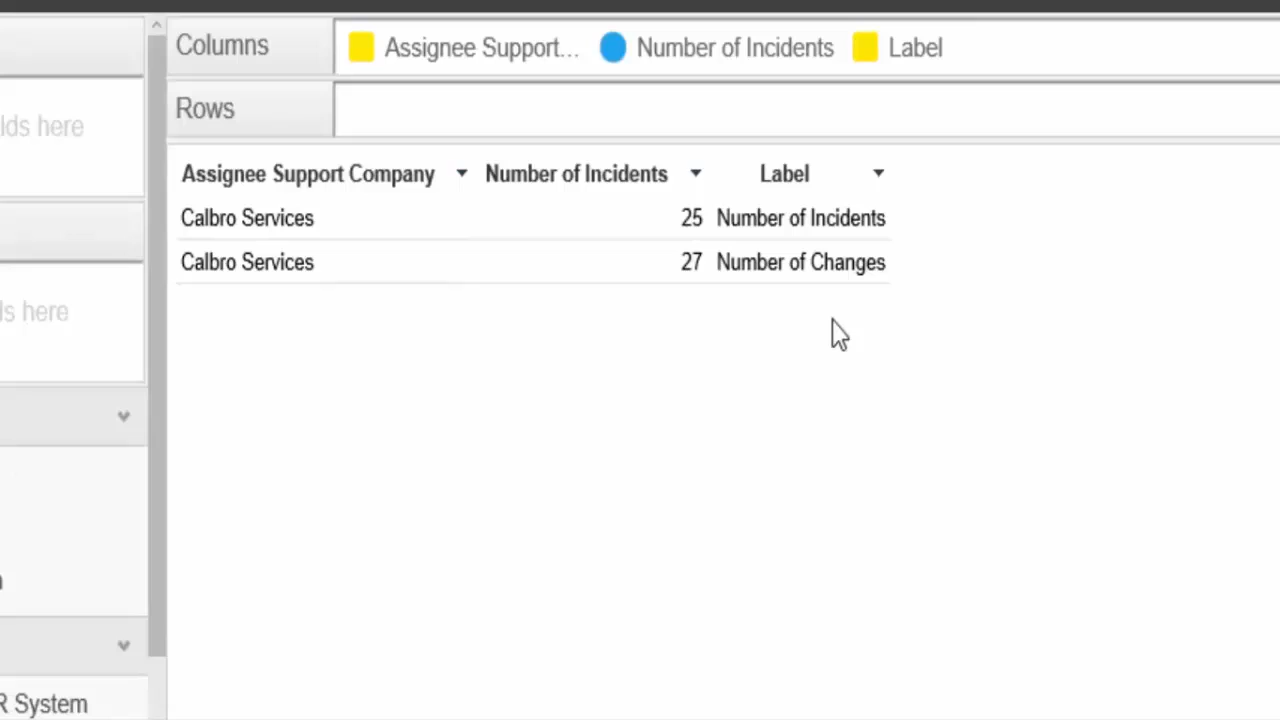 Columns Assignee Support... Number of Incidents Label
lds here
Rows
Assignee Support Company Number of Incidents Label
Calbro Services 25 Number of Incidents
Calbro Services 27 Number of Changes
ls here
R System